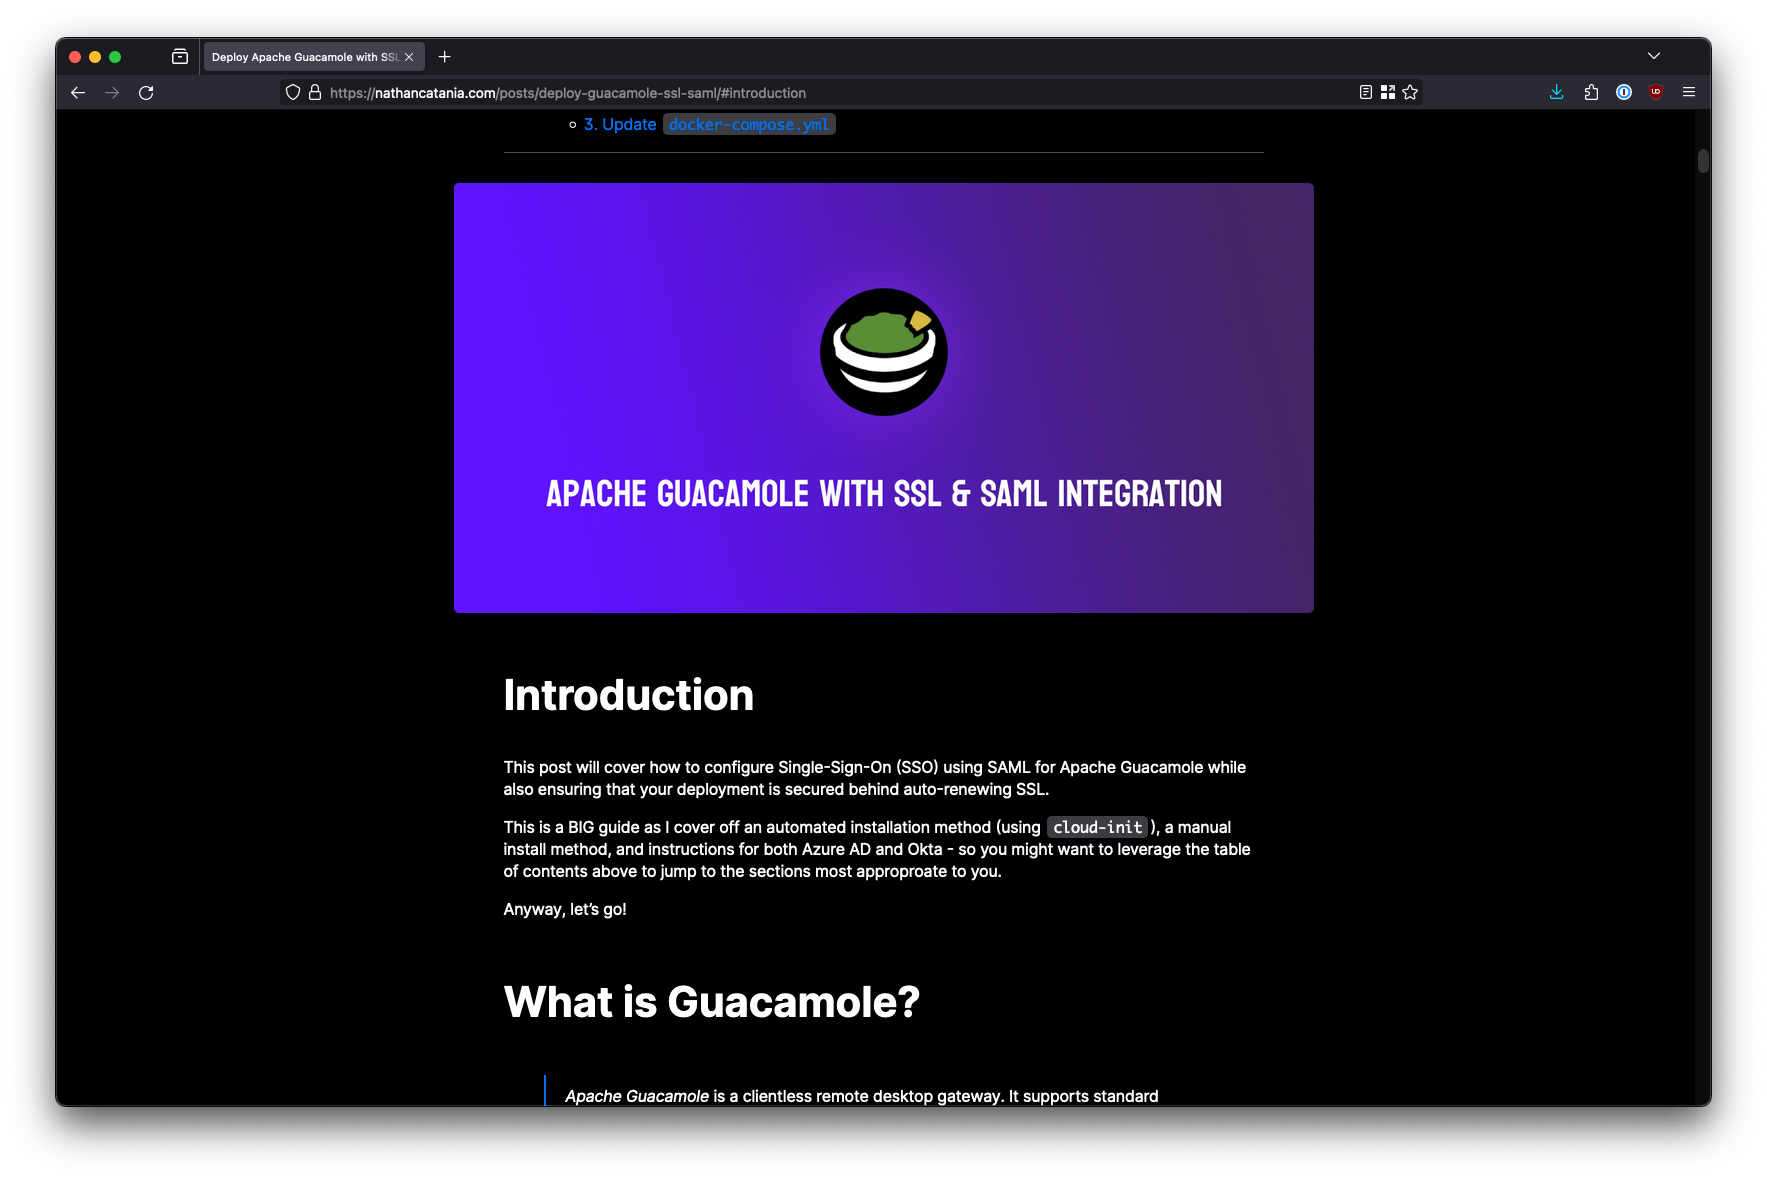 Deploy Apache Guacamole with SSL
https://nathancatania.com/posts/deploy-guacamole-ssl-saml/#introduction
3. Update docker-compose.yml
APACHE GUACAMOLE WITH SSL & SAML INTEGRATION
Introduction
This post will cover how to configure Single-Sign-On (SSO) using SAML for Apache Guacamole while
also ensuring that your deployment is secured behind auto-renewing SSL.
This is a BIG guide as I cover off an automated installation method (using cloud-init), a manual
install method, and instructions for both Azure AD and Okta - so you might want to leverage the table
of contents above to jump to the sections most approproate to you.
Anyway, let’s go!
What is Guacamole?
Apache Guacamole is a clientless remote desktop gateway. It supports standard